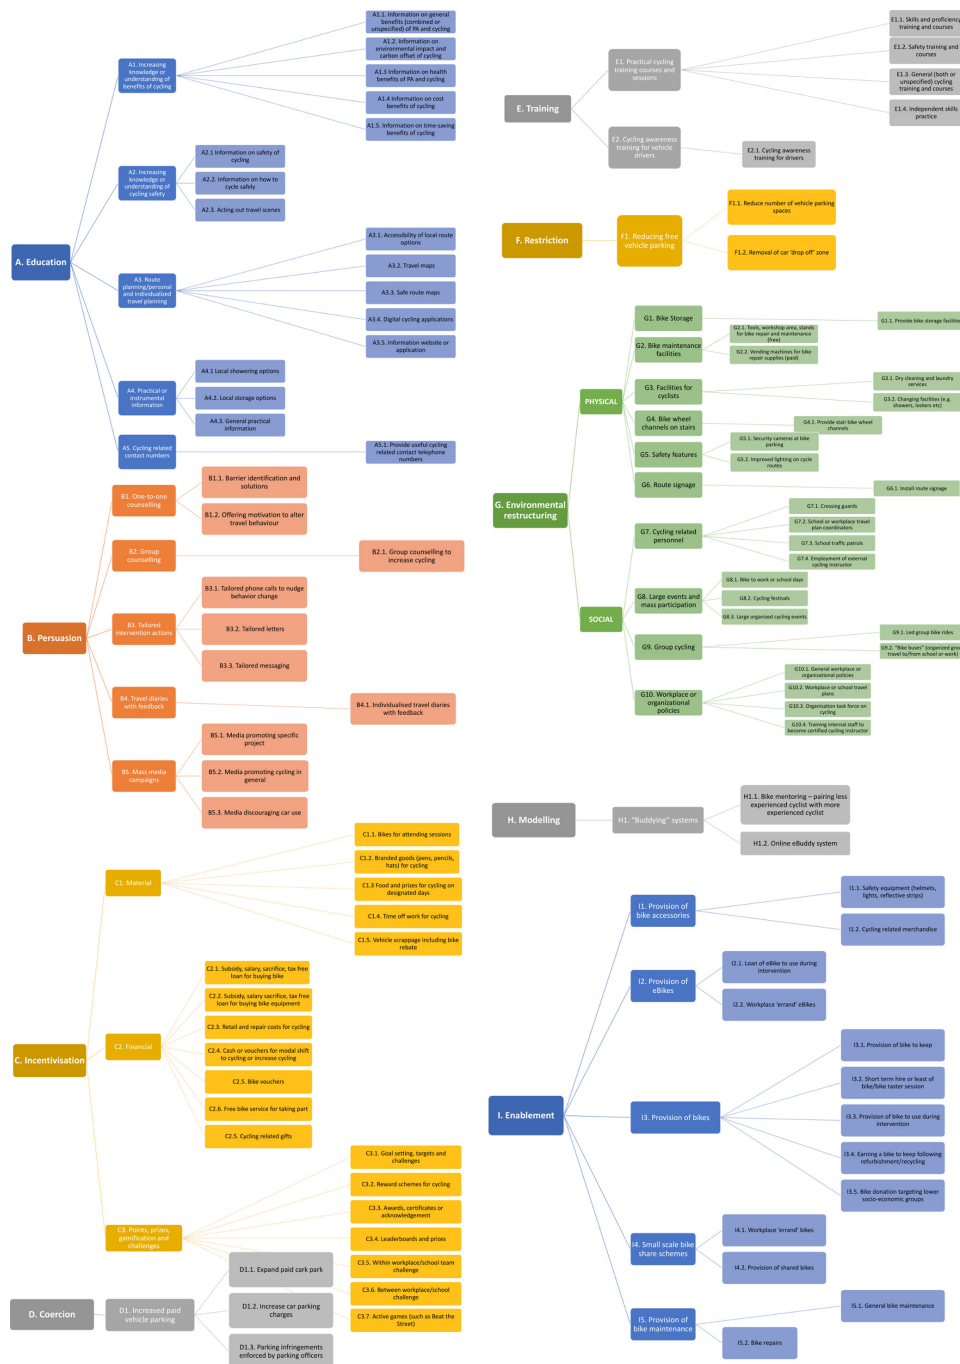 A. Education
A1. Increasing
knowledge or
understanding of
benefits of cycling
A1.1. Information on general
benefits (combined or
unspecified) of PA and cycling
A1.2. Information on
environmental impact and
carbon offset of cycling
A1.3 Information on health
benefits of PA and cycling
A1.4 Information on cost
benefits of cycling
A1.5. Information on time-saving
benefits of cycling
A2. Increasing
knowledge or
understanding of
cycling safety
A2.1 Information on safety of
cycling
A2.2. Information on how to
cycle safely
A2.3. Acting out travel scenes
A3. Route
planning/personal
and individualized
travel planning
A3.1. Accessibility of local route
options
A3.2. Travel maps
A3.3. Safe route maps
A3.4. Digital cycling applications
A3.5. Information website or
application
A4. Practical or
instrumental
information
A4.1 Local showering options
A4.2. Local storage options
A4.3. General practical
information
A5. Cycling related
contact numbers
A5.1. Provide useful cycling
related contact telephone
numbers
B. Persuasion
B1. One-to-one
counselling
B1.1. Barrier identification and
solutions
B1.2. Offering motivation to alter
travel behaviour
B2. Group
counselling
B2.1. Group counselling to
increase cycling
B3. Tailored
intervention actions
B3.1. Tailored phone calls to nudge
behavior change
B3.2. Tailored letters
B3.3. Tailored messaging
B4. Travel diaries
with feedback
B4.1. Individualised travel diaries
with feedback
B5. Mass media
campaigns
B5.1. Media promoting specific
project
B5.2. Media promoting cycling in
general
B5.3. Media discouraging car use
C. Incentivisation
C1. Material
C1.1. Bikes for attending sessions
C1.2. Branded goods (pens, pencils,
hats) for cycling
C1.3 Food and prizes for cycling on
designated days
C1.4. Time off work for cycling
C1.5. Vehicle scrappage including bike
rebate
C2. Financial
C2.1. Subsidy, salary, sacrifice, tax free
loan for buying bike
C2.2. Subsidy, salary sacrifice, tax free
loan for buying bike equipment
C2.3. Retail and repair costs for cycling
C2.4. Cash or vouchers for modal shift
to cycling or increase cycling
C2.5. Bike vouchers
C2.6. Free bike service for taking part
C2.5. Cycling related gifts
C3. Points, prizes,
gamification and
challenges
C3.1. Goal setting, targets and
challenges
C3.2. Reward schemes for cycling
C3.3. Awards, certificates or
acknowledgement
C3.4. Leaderboards and prizes
C3.5. Within workplace/school team
challenge
C3.6. Between workplace/school
challenge
C3.7. Active games (such as Beat the
Street)
D. Coercion
D1. Increased paid
vehicle parking
D1.1. Expand paid cark park
D1.2. Increase car parking
charges
D1.3. Parking infringements
enforced by parking officers
E. Training
E1. Practical cycling
training courses and
sessions
E1.1. Skills and proficiency
training and courses
E1.2. Safety training and
courses
E1.3. General (both or
unspecified) cycling
training and courses
E1.4. Independent skills
practice
E2. Cycling awareness
training for vehicle
drivers
E2.1. Cycling awareness
training for drivers
F. Restriction
F1. Reducing free
vehicle parking
F1.1. Reduce number of vehicle parking
spaces
F1.2. Removal of car 'drop off' zone
G. Environmental
restructuring
PHYSICAL
G1. Bike Storage
G1.1. Provide bike storage facilities
G2. Bike maintenance
facilities
G2.1. Tools, workshop area, stands
for bike repair and maintenance
(free)
G2.2. Vending machines for bike
repair supplies (paid)
G3. Facilities for
cyclists
G3.1. Dry cleaning and laundry
services
G3.2. Changing facilities (e.g.
showers, lockers etc)
G4. Bike wheel
channels on stairs
G4.1. Provide stair bike wheel
channels
G5. Safety features
G5.1. Security cameras at bike
parking
G5.2. Improved lighting on cycle
routes
G6. Route signage
G6.1. Install route signage
SOCIAL
G7. Cycling related
personnel
G7.1. Crossing guards
G7.2. School or workplace travel
plan coordinators
G7.3. School traffic patrols
G7.4. Employment of external
cycling instructor
G8. Large events and
mass participation
G8.1. Bike to work or school days
G8.2. Cycling festivals
G8.3. Large organized cycling events
G9. Group cycling
G9.1. Led group bike rides
G9.2. "Bike buses" (organized group
travel to/from school or work)
G10. Workplace or
organizational
policies
G10.1. General workplace or
organizational policies
G10.2. Workplace or school travel
plans
G10.3. Organisation task force on
cycling
G10.4. Training internal staff to
become certified cycling instructor
H. Modelling
H1. "Buddying" systems
H1.1. Bike mentoring – pairing less
experienced cyclist with more
experienced cyclist
H1.2. Online eBuddy system
I. Enablement
I1. Provision of
bike accessories
I1.1. Safety equipment (helmets,
lights, reflective strips)
I1.2. Cycling related merchandise
I2. Provision of
eBikes
I2.1. Loan of eBike to use during
intervention
I2.2. Workplace 'errand' eBikes
I3. Provision of bikes
I3.1. Provision of bike to keep
I3.2. Short term hire or least of
bike/bike taster session
I3.3. Provision of bike to use during
intervention
I3.4. Earning a bike to keep following
refurbishment/recycling
I3.5. Bike donation targeting lower
socio-economic groups
I4. Small scale bike
share schemes
I4.1. Workplace 'errand' bikes
I4.2. Provision of shared bikes
I5. Provision of
bike maintenance
I5.1. General bike maintenance
I5.2. Bike repairs